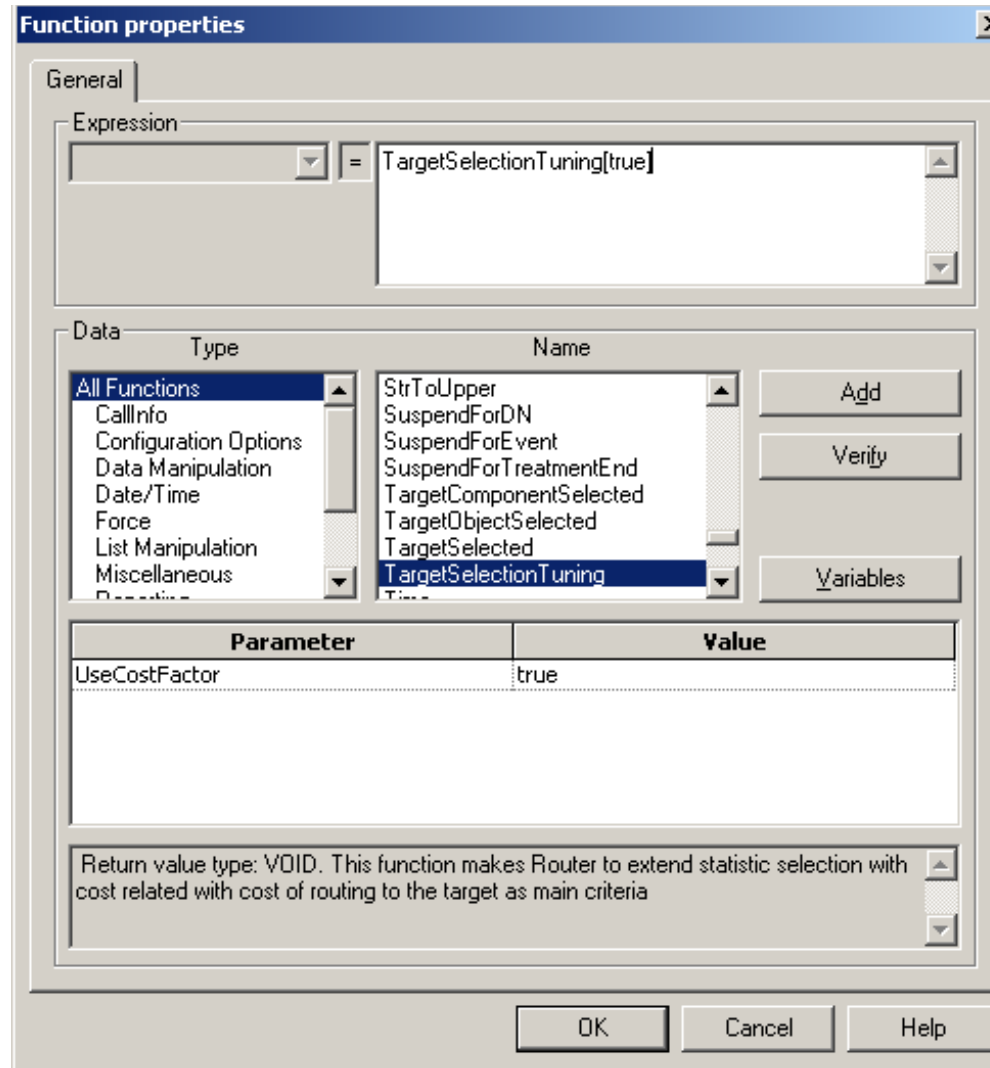 Function properties
General
Expression
=
TargetSelectionTuning[true]
Data
Type
Name
All Functions
CallInfo
Configuration Options
Data Manipulation
Date/Time
Force
List Manipulation
Miscellaneous
StrToUpper
SuspendForDN
SuspendForEvent
SuspendForTreatmentEnd
TargetComponentSelected
TargetObjectSelected
TargetSelected
TargetSelectionTuning
Add
Verify
Variables
Parameter
Value
UseCostFactor
true
Return value type: VOID. This function makes Router to extend statistic selection with
cost related with cost of routing to the target as main criteria
OK
Cancel
Help